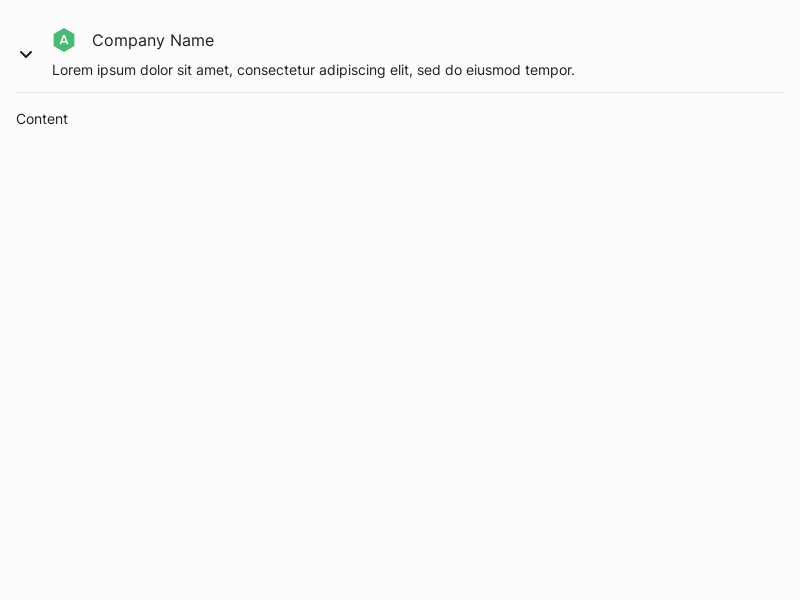 A Company Name
Lorem ipsum dolor sit amet, consectetur adipiscing elit, sed do eiusmod tempor.
Content